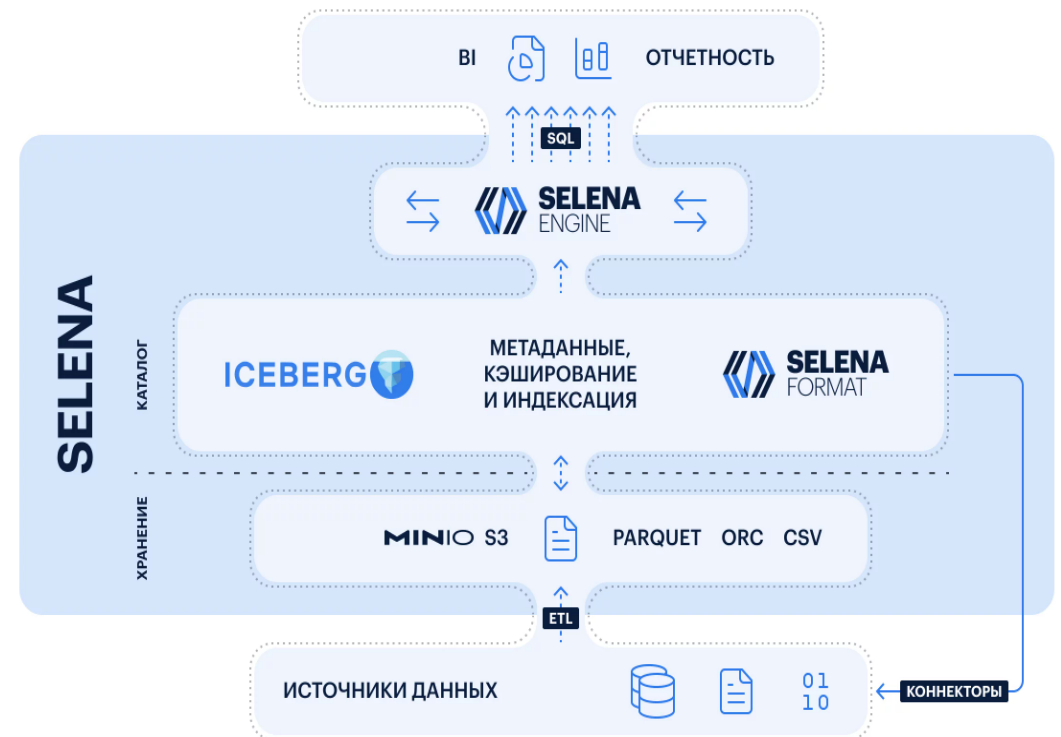 BI ОТЧЕТНОСТЬ
SQL
SELENA
ENGINE
SELENA
КАТАЛОГ
ICEBERG
МЕТАДАННЫЕ,
КЭШИРОВАНИЕ
И ИНДЕКСАЦИЯ
SELENA
FORMAT
ХРАНЕНИЕ
MINIO S3 PARQUET ORC CSV
ETL
ИСТОЧНИКИ ДАННЫХ
01
10
КОННЕКТОРЫ